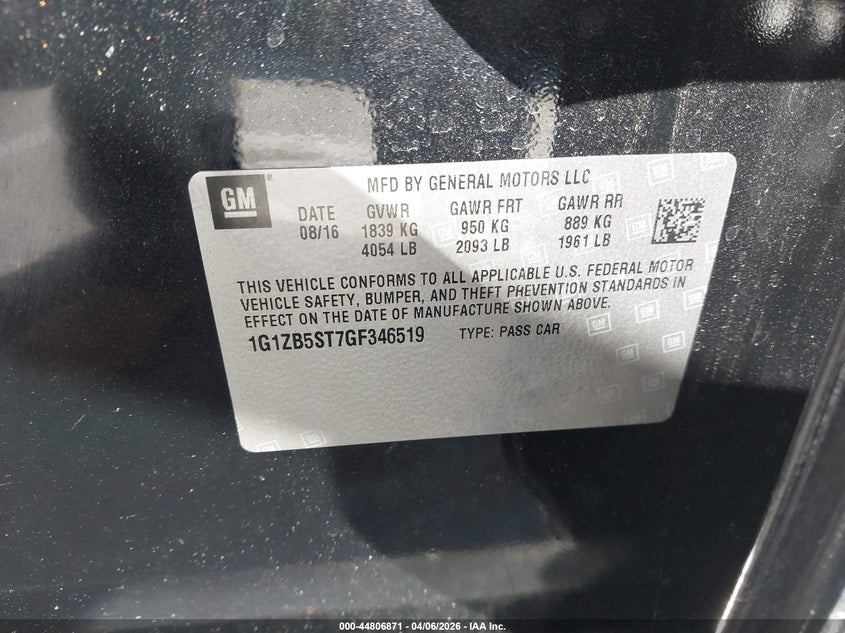 GM®
MFD BY GENERAL MOTORS LLC
DATE GVWR GAWR FRT GAWR RR
08/16 1839 KG 950 KG 889 KG
4054 LB 2093 LB 1961 LB
THIS VEHICLE CONFORMS TO ALL APPLICABLE U.S. FEDERAL MOTOR
VEHICLE SAFETY, BUMPER, AND THEFT PREVENTION STANDARDS IN
EFFECT ON THE DATE OF MANUFACTURE SHOWN ABOVE.
1G1ZB5ST7GF346519 TYPE: PASS CAR
000-44806871 04/06/2026 - IAA Inc.